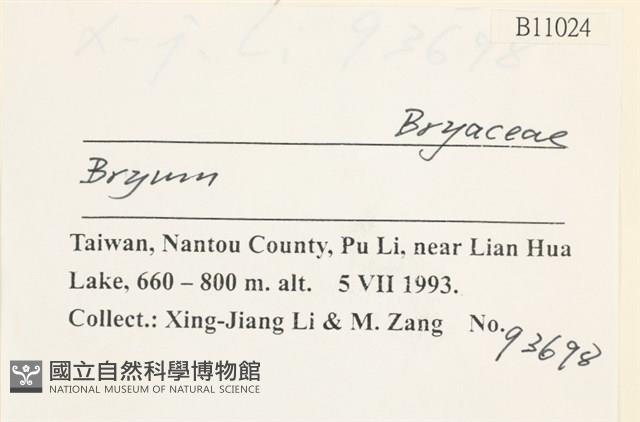 B11024
X-j. Li 93698
Bryaceae
Bryum
Taiwan, Nantou County, Pu Li, near Lian Hua
Lake, 660 – 800 m. alt. 5 VII 1993.
Collect.: Xing-Jiang Li & M. Zang No. 93698
國立自然科學博物館
NATIONAL MUSEUM OF NATURAL SCIENCE